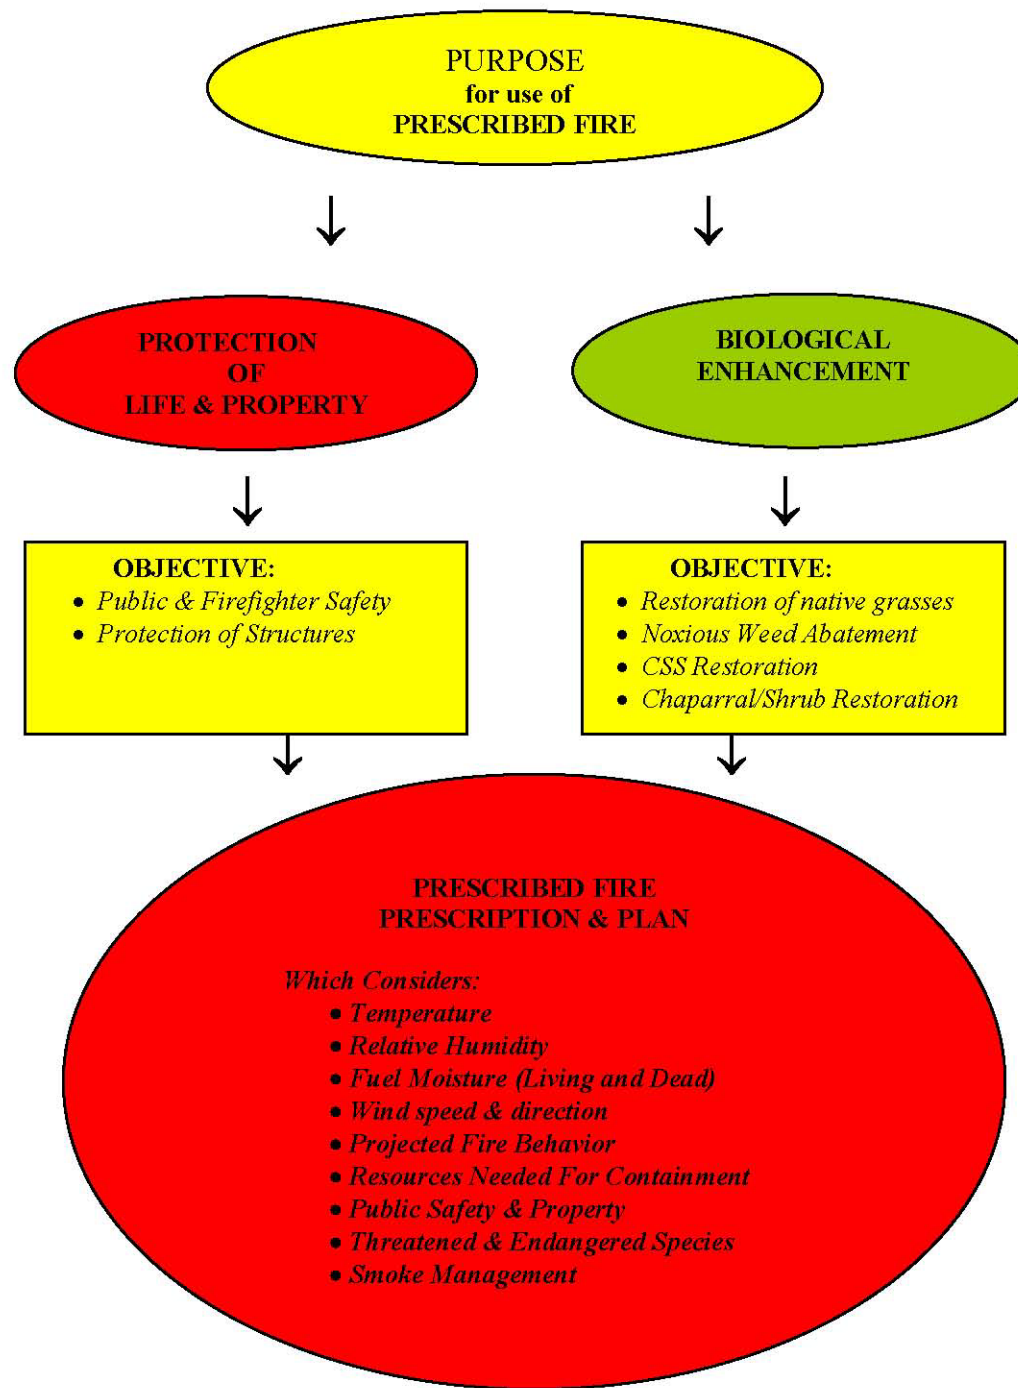 PURPOSE
for use of
PRESCRIBED FIRE
PROTECTION
OF
LIFE & PROPERTY
BIOLOGICAL
ENHANCEMENT
OBJECTIVE:
• Public & Firefighter Safety
• Protection of Structures
OBJECTIVE:
• Restoration of native grasses
• Noxious Weed Abatement
• CSS Restoration
• Chaparral/Shrub Restoration
PRESCRIBED FIRE
PRESCRIPTION & PLAN
Which Considers:
• Temperature
• Relative Humidity
• Fuel Moisture (Living and Dead)
• Wind speed & direction
• Projected Fire Behavior
• Resources Needed For Containment
• Public Safety & Property
• Threatened & Endangered Species
• Smoke Management